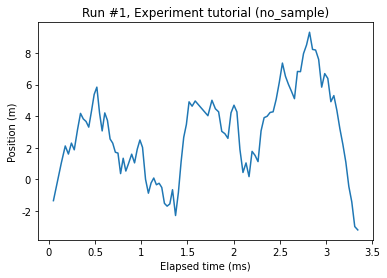 Run #1, Experiment tutorial (no_sample)
Position (m)
8
6
4
2
0
-2
0 0.5 1 1.5 2 2.5 3 3.5
Elapsed time (ms)